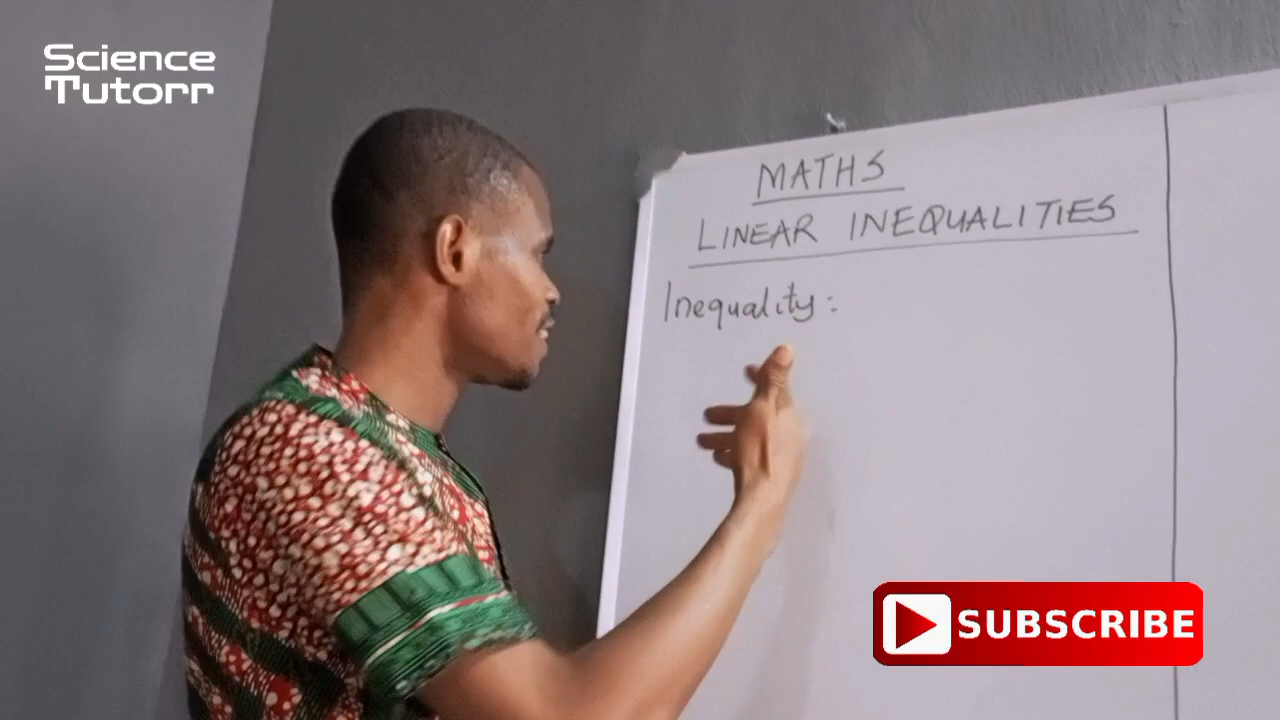 Science
Tutorr
MATHS
LINEAR INEQUALITIES
Inequality:
SUBSCRIBE